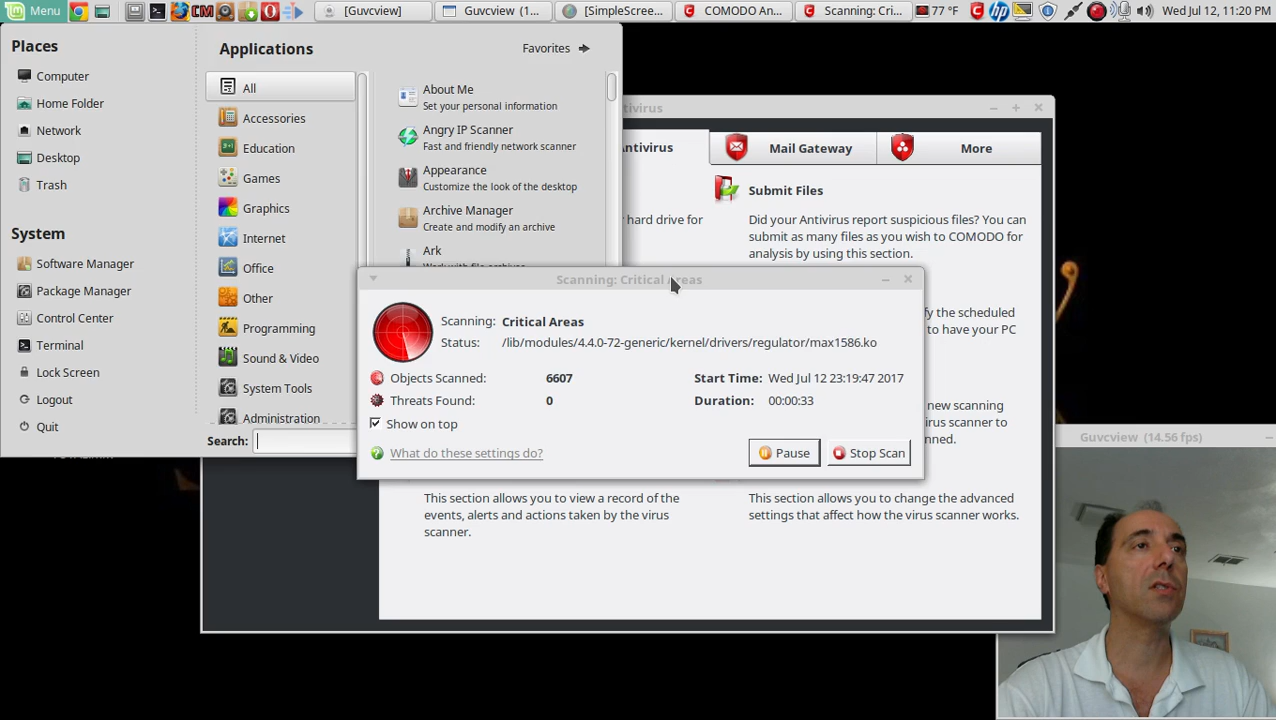 Menu
CM
[Guvcview]
Guvcview (1...
[SimpleScree...
COMODO An...
Scanning: Cri...
77 °F
hp
Wed Jul 12, 11:20 PM
Places
Computer
Home Folder
Network
Desktop
Trash
System
Software Manager
Package Manager
Control Center
Terminal
Lock Screen
Logout
Quit
Applications
Favorites
All
Accessories
Education
Games
Graphics
Internet
Office
Other
Programming
Sound & Video
System Tools
Administration
Search:
About Me
Set your personal information
Angry IP Scanner
Fast and friendly network scanner
Appearance
Customize the look of the desktop
Archive Manager
Create and modify an archive
Ark
Work with file archives
ntivirus
Antivirus
Mail Gateway
More
hard drive for
Submit Files
Did your Antivirus report suspicious files? You can
submit as many files as you wish to COMODO for
analysis by using this section.
fy the scheduled
to have your PC
new scanning
irus scanner to
nned.
This section allows you to view a record of the
events, alerts and actions taken by the virus
scanner.
This section allows you to change the advanced
settings that affect how the virus scanner works.
Scanning: Critical Areas
Scanning: Critical Areas
Status: /lib/modules/4.4.0-72-generic/kernel/drivers/regulator/max1586.ko
Objects Scanned: 6607
Start Time: Wed Jul 12 23:19:47 2017
Threats Found: 0
Duration: 00:00:33
Show on top
What do these settings do?
Pause
Stop Scan
Guvcview (14.56 fps)